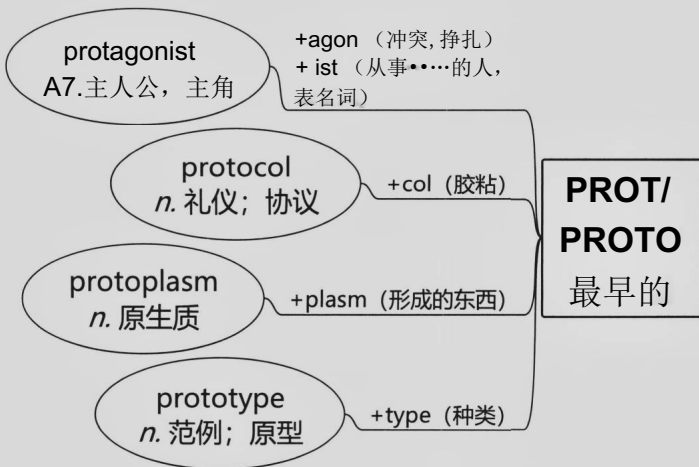 protagonist
A7.主人公，主角
+agon （冲突,挣扎）
+ ist （从事••…的人，
表名词）
protocol
n. 礼仪；协议
+col（胶粘）
protoplasm
n. 原生质
+plasm（形成的东西）
prototype
n. 范例；原型
+type（种类）
PROT/
PROTO
最早的